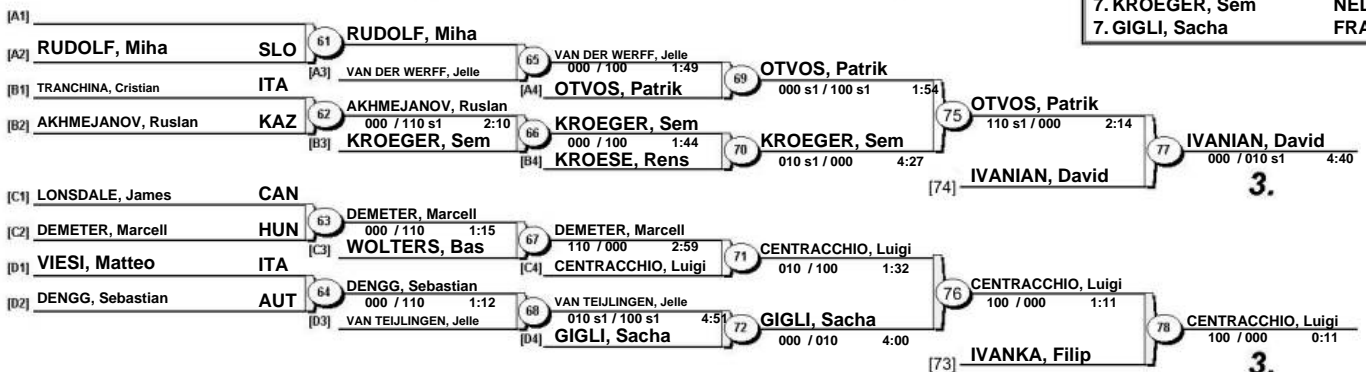 7. KROEGER, Sem NED
7. GIGLI, Sacha FRA
[A1]
[A2] RUDOLF, Miha SLO
[B1] TRANCHINA, Cristian ITA
[B2] AKHMEJANOV, Ruslan KAZ
[C1] LONSDALE, James CAN
[C2] DEMETER, Marcell HUN
[D1] VIESI, Matteo ITA
[D2] DENGG, Sebastian AUT
61 RUDOLF, Miha
[A3] VAN DER WERFF, Jelle
62 AKHMEJANOV, Ruslan
000 / 110 s1 2:10
[B3] KROEGER, Sem
63 DEMETER, Marcell
000 / 110 1:15
[C3] WOLTERS, Bas
64 DENGG, Sebastian
000 / 110 1:12
[D3] VAN TEIJLINGEN, Jelle
65 VAN DER WERFF, Jelle
000 / 100 1:49
[A4] OTVOS, Patrik
66 KROEGER, Sem
000 / 100 1:44
[B4] KROESE, Rens
67 DEMETER, Marcell
110 / 000 2:59
[C4] CENTRACCHIO, Luigi
68 VAN TEIJLINGEN, Jelle
010 s1 / 100 s1 4:51
[D4] GIGLI, Sacha
69 OTVOS, Patrik
000 s1 / 100 s1 1:54
70 KROEGER, Sem
010 s1 / 000 4:27
71 CENTRACCHIO, Luigi
010 / 100 1:32
72 GIGLI, Sacha
000 / 010 4:00
75 OTVOS, Patrik
110 s1 / 000 2:14
[74] IVANIAN, David
76 CENTRACCHIO, Luigi
100 / 000 1:11
[73] IVANKA, Filip
77 IVANIAN, David
000 / 010 s1 4:40
3.
78 CENTRACCHIO, Luigi
100 / 000 0:11
3.